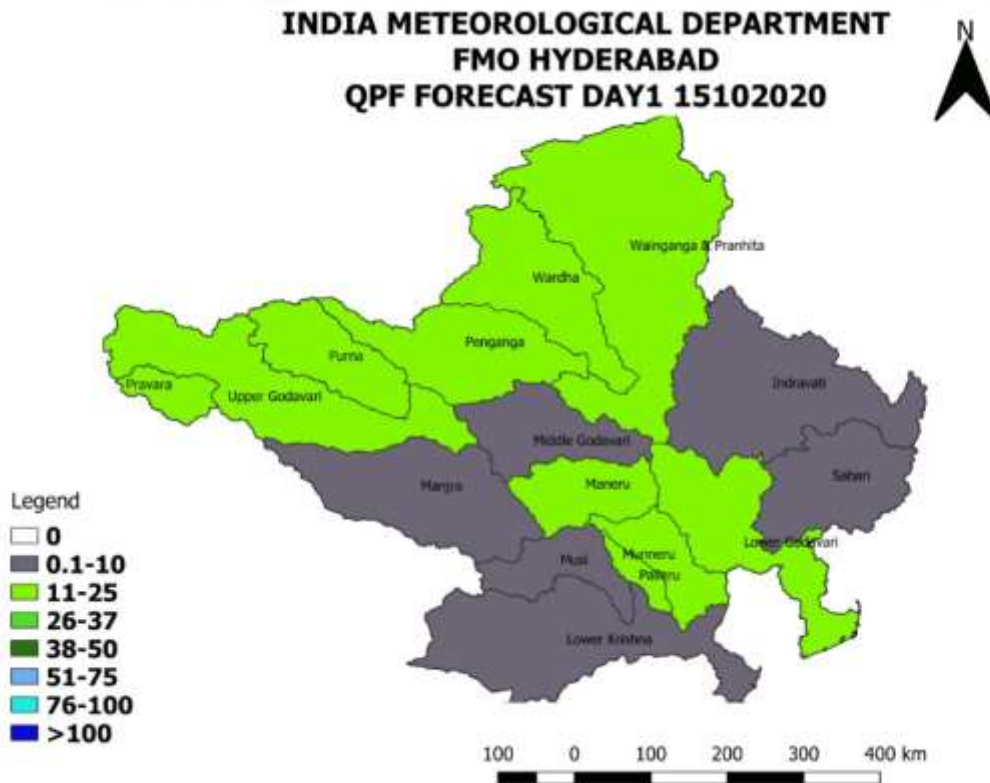 INDIA METEOROLOGICAL DEPARTMENT
FMO HYDERABAD
QPF FORECAST DAY1 15102020
N
Wainganga & Pranhita
Wardha
Penganga
Purna
Pravara
Upper Godavari
Indravati
Middle Godavari
Manjra
Maneru
Sabari
Lower Godavari
Musi
Munneru
Palleru
Lower Krishna
Legend
0
0.1-10
11-25
26-37
38-50
51-75
76-100
>100
100 0 100 200 300 400 km